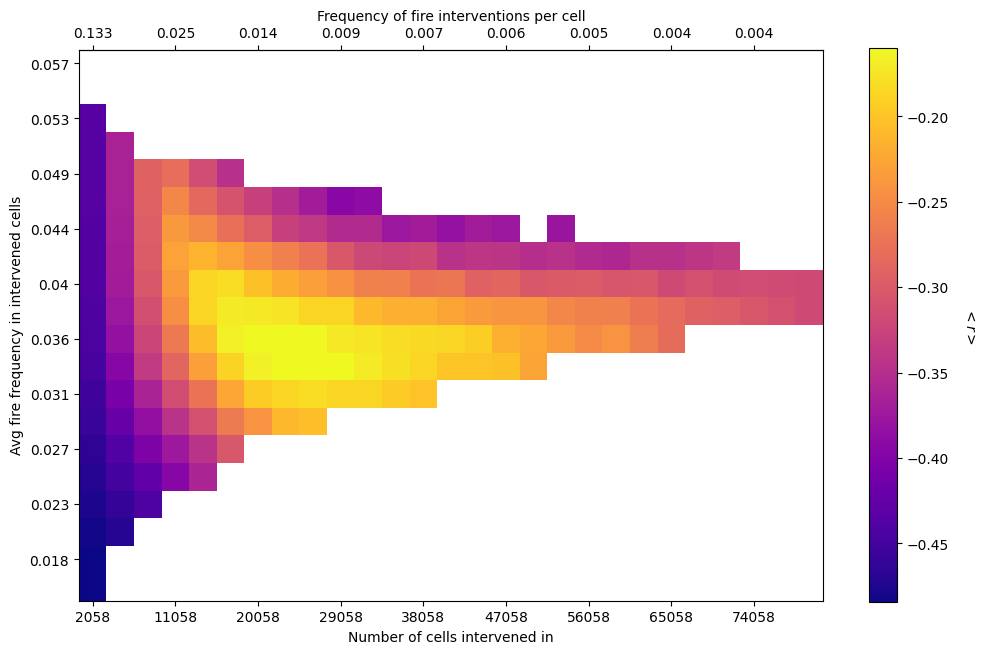 Frequency of fire interventions per cell
0.133 0.025 0.014 0.009 0.007 0.006 0.005 0.004 0.004
Avg fire frequency in intervened cells
0.057
0.053
0.049
0.044
0.04
0.036
0.031
0.027
0.023
0.018
2058 11058 20058 29058 38058 47058 56058 65058 74058
Number of cells intervened in
−0.20
−0.25
−0.30
−0.35
−0.40
−0.45
< r >